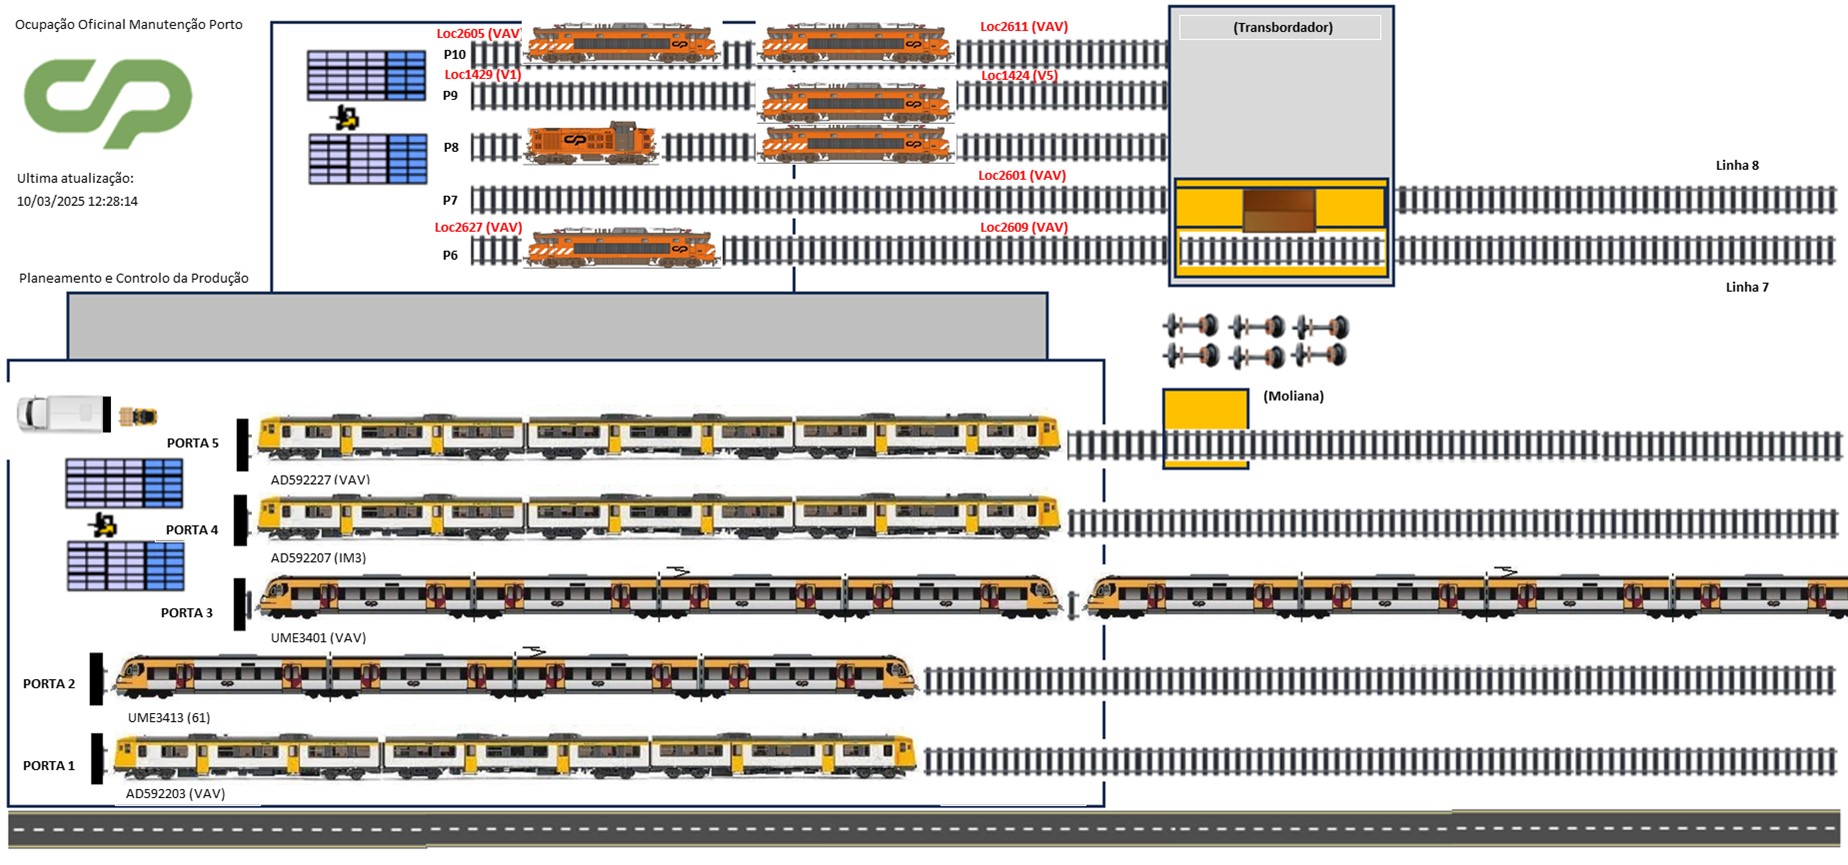 Ocupação Oficinal Manutenção Porto
Ultima atualização:
10/03/2025 12:28:14
Planeamento e Controlo da Produção
Loc2605 (VAV)
Loc2611 (VAV)
P10
Loc1429 (V1)
Loc1424 (V5)
P9
P8
Loc2601 (VAV)
P7
Loc2627 (VAV)
Loc2609 (VAV)
P6
(Transbordador)
Linha 8
Linha 7
(Moliana)
PORTA 5
AD592227 (VAV)
PORTA 4
AD592207 (IM3)
PORTA 3
UME3401 (VAV)
PORTA 2
UME3413 (61)
PORTA 1
AD592203 (VAV)